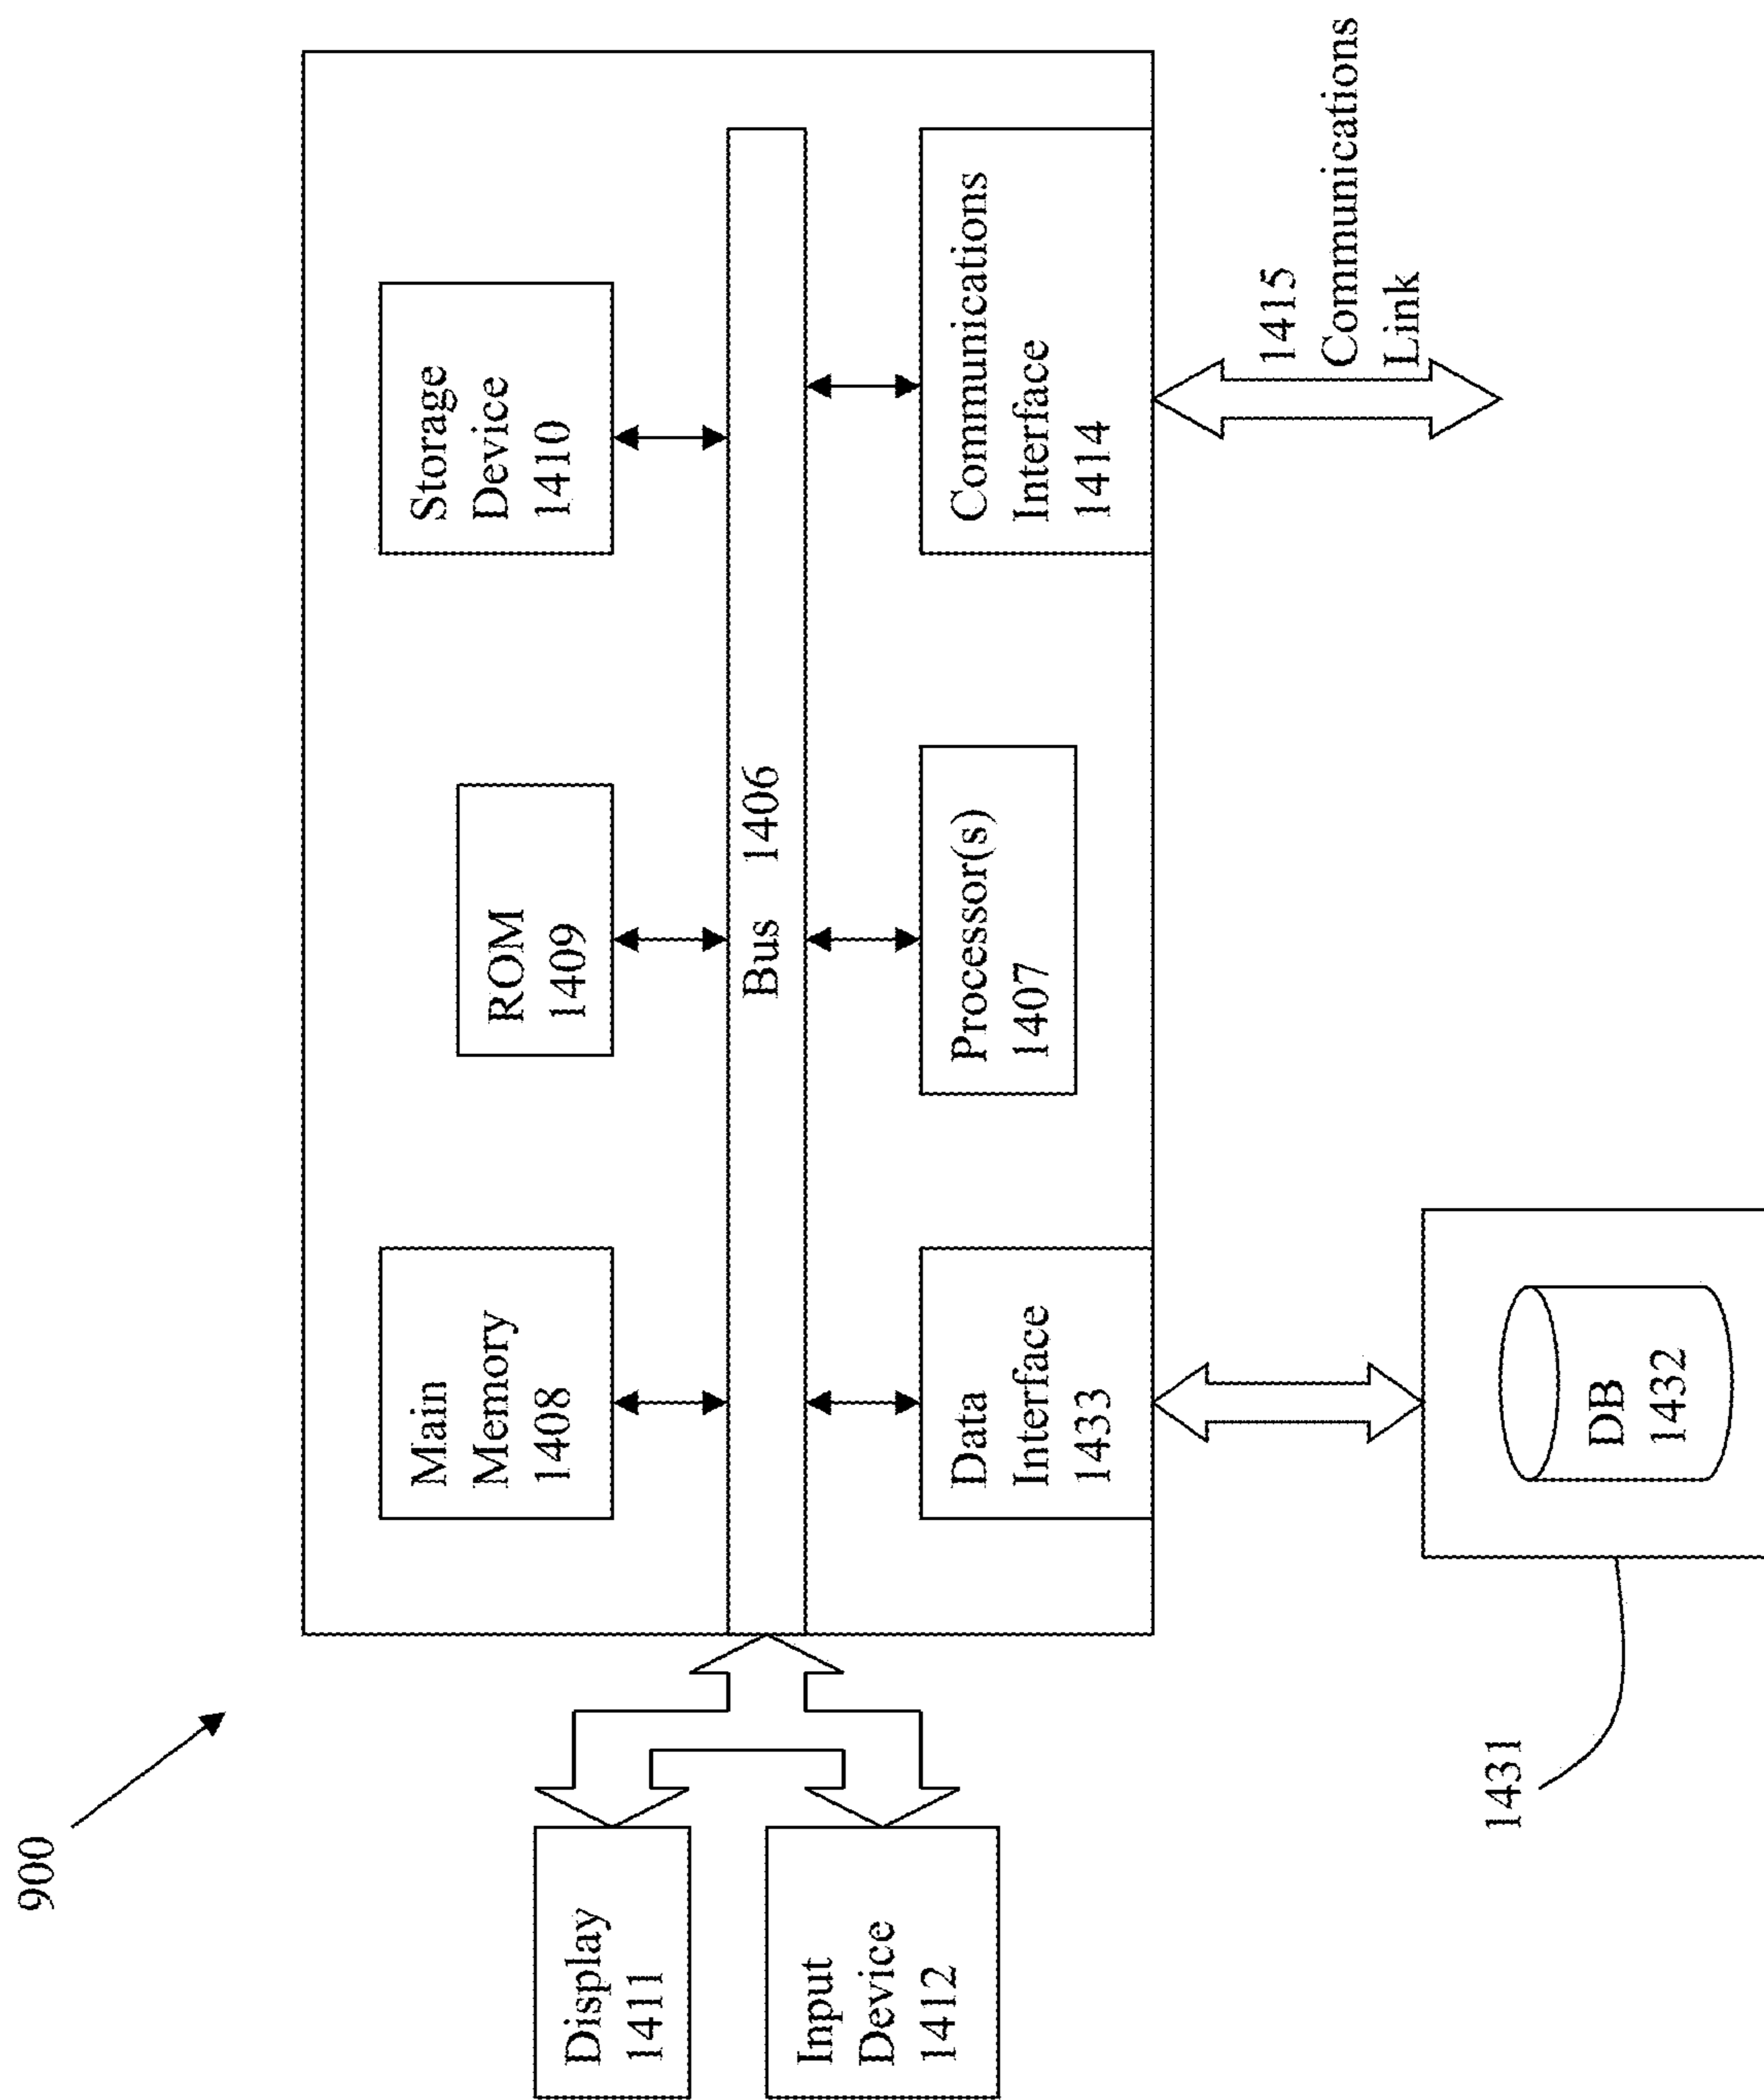 900
Main
Memory
1408
ROM
1409
Storage
Device
1410
Display
1411
Bus 1406
Input
Device
1412
Data
Interface
1433
Processor(s)
1407
Communications
Interface
1414
1415
Communications
Link
1431
DB
1432